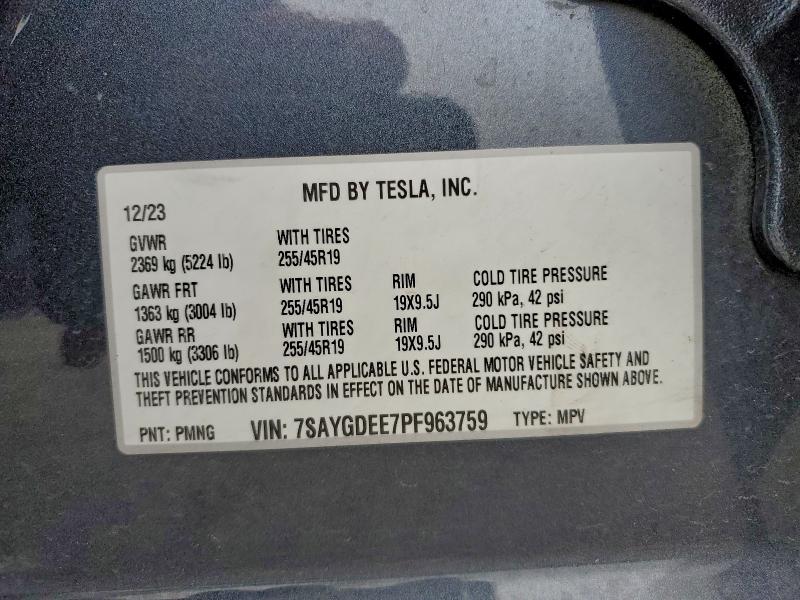 MFD BY TESLA, INC.
12/23
GVWR WITH TIRES
2369 kg (5224 lb) 255/45R19
GAWR FRT WITH TIRES RIM COLD TIRE PRESSURE
1363 kg (3004 lb) 255/45R19 19X9.5J 290 kPa, 42 psi
GAWR RR WITH TIRES RIM COLD TIRE PRESSURE
1500 kg (3306 lb) 255/45R19 19X9.5J 290 kPa, 42 psi
THIS VEHICLE CONFORMS TO ALL APPLICABLE U.S. FEDERAL MOTOR VEHICLE SAFETY AND
THEFT PREVENTION STANDARDS IN EFFECT ON THE DATE OF MANUFACTURE SHOWN ABOVE.
PNT: PMNG VIN: 7SAYGDEE7PF963759 TYPE: MPV